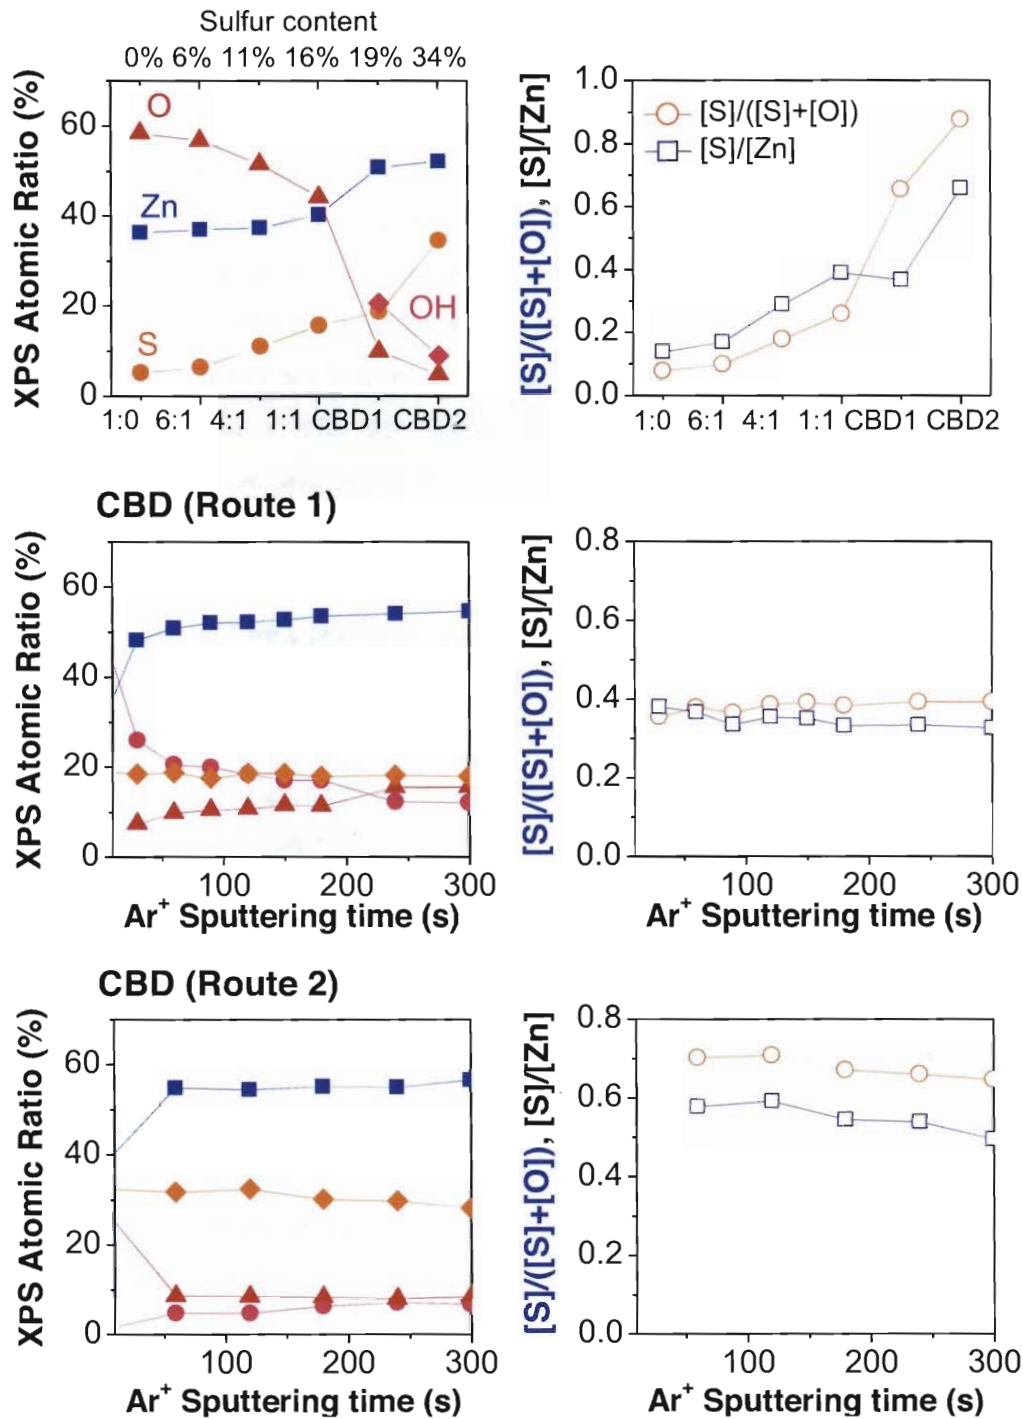 Sulfur content
0% 6% 11% 16% 19% 34%
XPS Atomic Ratio (%)
60
40
20
0
O
Zn
S
OH
1:0 6:1 4:1 1:1 CBD1 CBD2
[S]/([S]+[O]), [S]/[Zn]
1.0
0.8
0.6
0.4
0.2
0.0
[S]/([S]+[O])
[S]/[Zn]
1:0 6:1 4:1 1:1 CBD1 CBD2
CBD (Route 1)
XPS Atomic Ratio (%)
60
40
20
0
100 200 300
Ar⁺ Sputtering time (s)
[S]/([S]+[O]), [S]/[Zn]
0.8
0.6
0.4
0.2
0.0
100 200 300
Ar⁺ Sputtering time (s)
CBD (Route 2)
XPS Atomic Ratio (%)
60
40
20
0
100 200 300
Ar⁺ Sputtering time (s)
[S]/([S]+[O]), [S]/[Zn]
0.8
0.6
0.4
0.2
0.0
100 200 300
Ar⁺ Sputtering time (s)